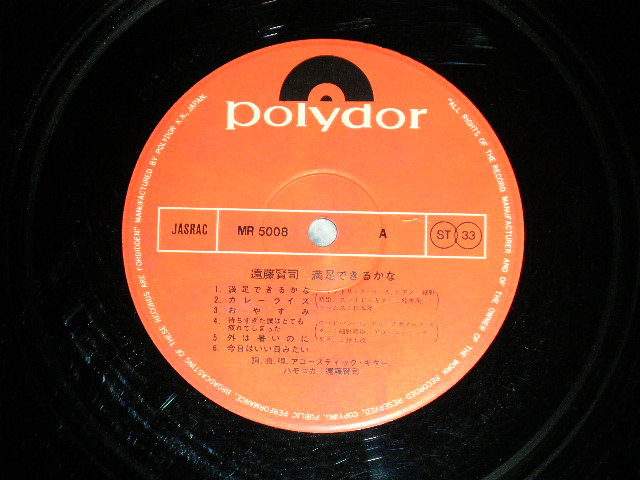 polydor
JASRAC
MR 5008
A
ST 33
遠藤賢司 満足できるかな
1. 満足できるかな
2. カレーライス
3. おやすみ
4. 待ちすぎた僕はとても
疲れてしまった
5. 外は暑いのに
6. 今日はいい日みたい
詞, 曲, 唄, アコースティック・ギター
ハモニカ/遠藤賢司
MANUFACTURED BY POLYDOR K.K., JAPAN.
"ALL RIGHTS OF THE RECORD MANUFACTURER AND OF THE OWNER OF THE WORK RECORDED RESERVED; COPYING, PUBLIC PERFORMANCE, BROADCASTING OF THESE RECORDS ARE FORBIDDEN"